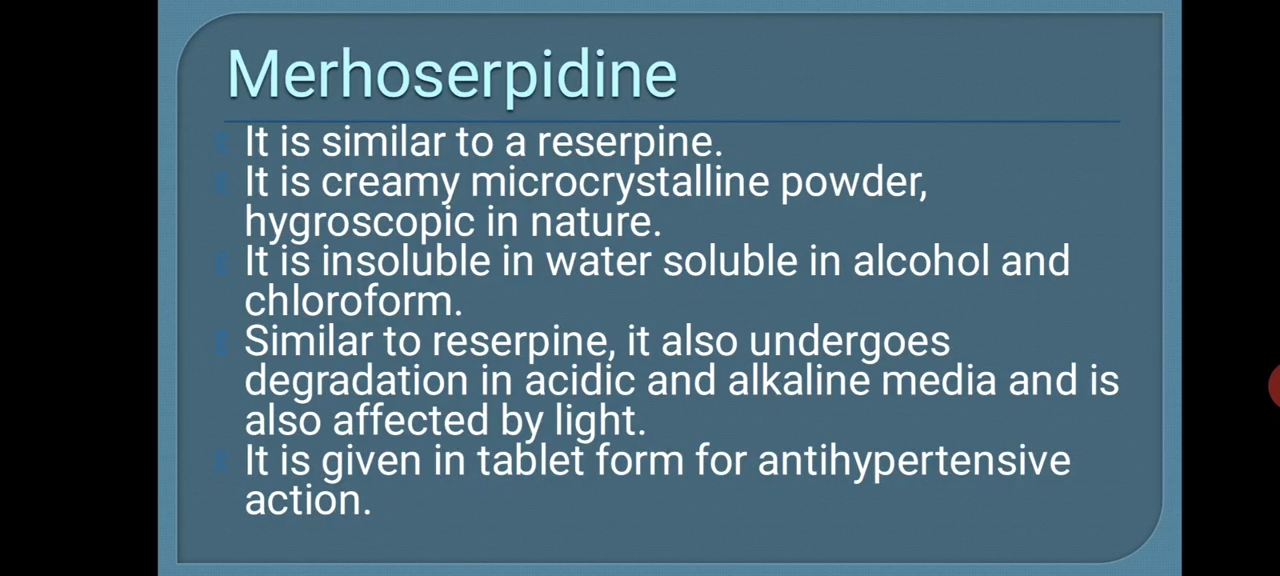 Merhoserpidine
It is similar to a reserpine.
It is creamy microcrystalline powder,
hygroscopic in nature.
It is insoluble in water soluble in alcohol and
chloroform.
Similar to reserpine, it also undergoes
degradation in acidic and alkaline media and is
also affected by light.
It is given in tablet form for antihypertensive
action.